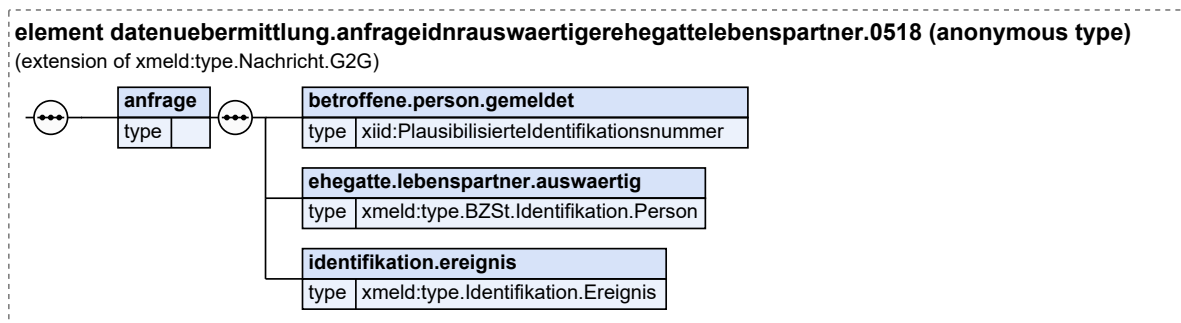 element datenuebermittlung.anfrageidnrauswaertigerehegattelebenspartner.0518 (anonymous type)
(extension of xmeld:type.Nachricht.G2G)
anfrage
type
betroffene.person.gemeldet
type xiid:PlausibilisierteIdentifikationsnummer
ehegatte.lebenspartner.auswaertig
type xmeld:type.BZSt.Identifikation.Person
identifikation.ereignis
type xmeld:type.Identifikation.Ereignis